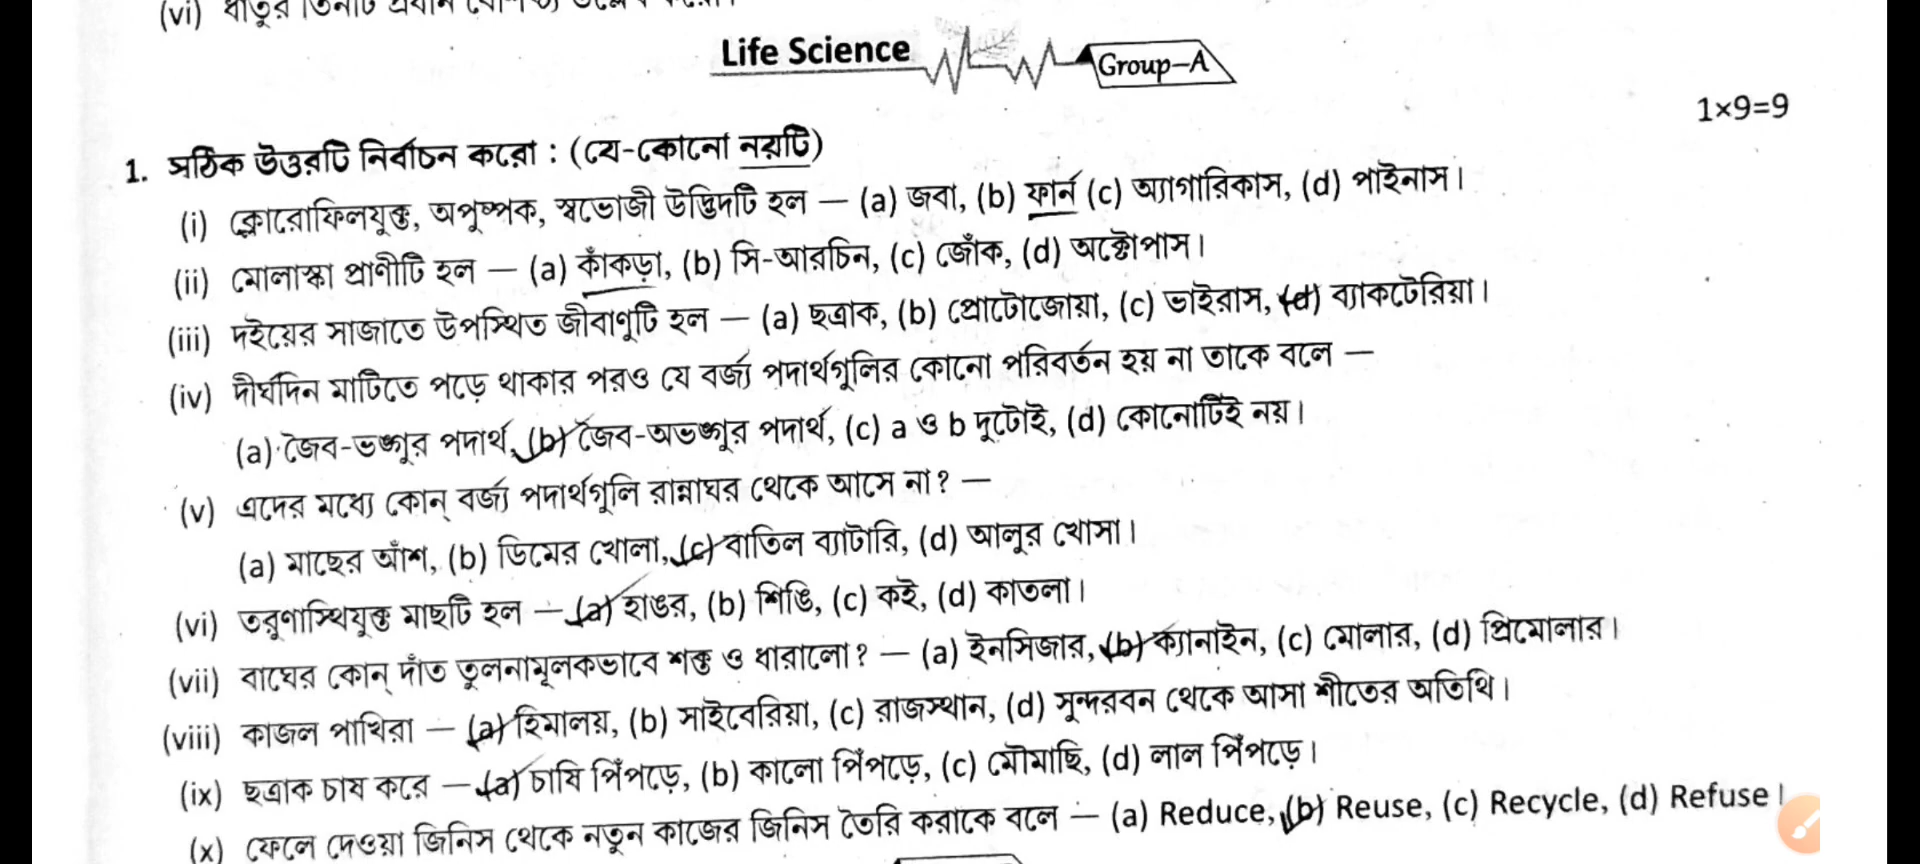 (vi) ধাতুর তিনটি প্রধান
Life Science Group–A
1×9=9
1. সঠিক উত্তরটি নির্বাচন করো : (যে-কোনো নয়টি)
(i) ক্লোরোফিলযুক্ত, অপুষ্পক, স্বভোজী উদ্ভিদটি হল — (a) জবা, (b) ফার্ন (c) অ্যাগারিকাস, (d) পাইনাস।
(ii) মোলাস্কা প্রাণীটি হল — (a) কাঁকড়া, (b) সি-আরচিন, (c) জোঁক, (d) অক্টোপাস।
(iii) দইয়ের সাজাতে উপস্থিত জীবাণুটি হল — (a) ছত্রাক, (b) প্রোটোজোয়া, (c) ভাইরাস, (d) ব্যাকটেরিয়া।
(iv) দীর্ঘদিন মাটিতে পড়ে থাকার পরও যে বর্জ্য পদার্থগুলির কোনো পরিবর্তন হয় না তাকে বলে —
(a) জৈব-ভঙ্গুর পদার্থ, (b) জৈব-অভঙ্গুর পদার্থ, (c) a ও b দুটোই, (d) কোনোটিই নয়।
(v) এদের মধ্যে কোন্ বর্জ্য পদার্থগুলি রান্নাঘর থেকে আসে না? —
(a) মাছের আঁশ, (b) ডিমের খোলা, (c) বাতিল ব্যাটারি, (d) আলুর খোসা।
(vi) তরুণাস্থিযুক্ত মাছটি হল — (a) হাঙর, (b) শিঙি, (c) কই, (d) কাতলা।
(vii) বাঘের কোন্ দাঁত তুলনামূলকভাবে শক্ত ও ধারালো? — (a) ইনসিজার, (b) ক্যানাইন, (c) মোলার, (d) প্রিমোলার।
(viii) কাজল পাখিরা — (a) হিমালয়, (b) সাইবেরিয়া, (c) রাজস্থান, (d) সুন্দরবন থেকে আসা শীতের অতিথি।
(ix) ছত্রাক চাষ করে — (a) চাষি পিঁপড়ে, (b) কালো পিঁপড়ে, (c) মৌমাছি, (d) লাল পিঁপড়ে।
(x) ফেলে দেওয়া জিনিস থেকে নতুন কাজের জিনিস তৈরি করাকে বলে — (a) Reduce, (b) Reuse, (c) Recycle, (d) Refuse।